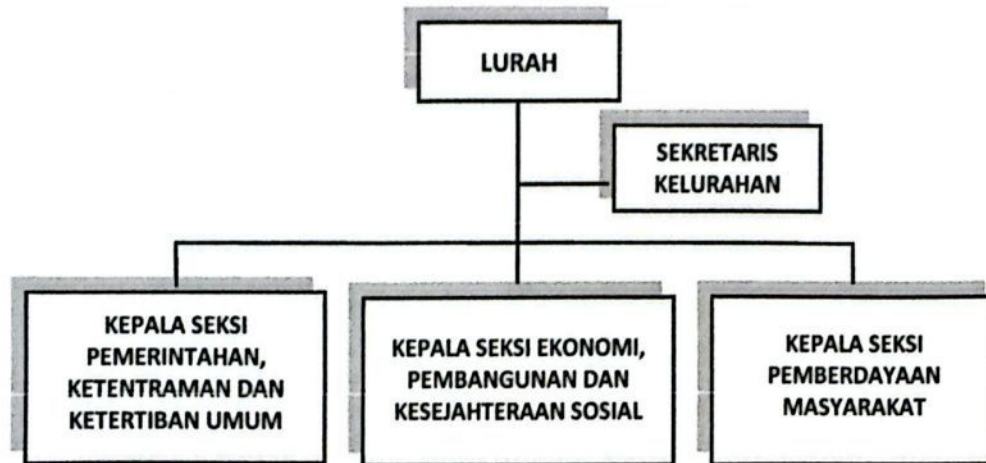 LURAH
SEKRETARIS
KELURAHAN
KEPALA SEKSI
PEMERINTAHAN,
KETENTRAMAN DAN
KETERTIBAN UMUM
KEPALA SEKSI EKONOMI,
PEMBANGUNAN DAN
KESEJAHTERAAN SOSIAL
KEPALA SEKSI
PEMBERDAYAAN
MASYARAKAT